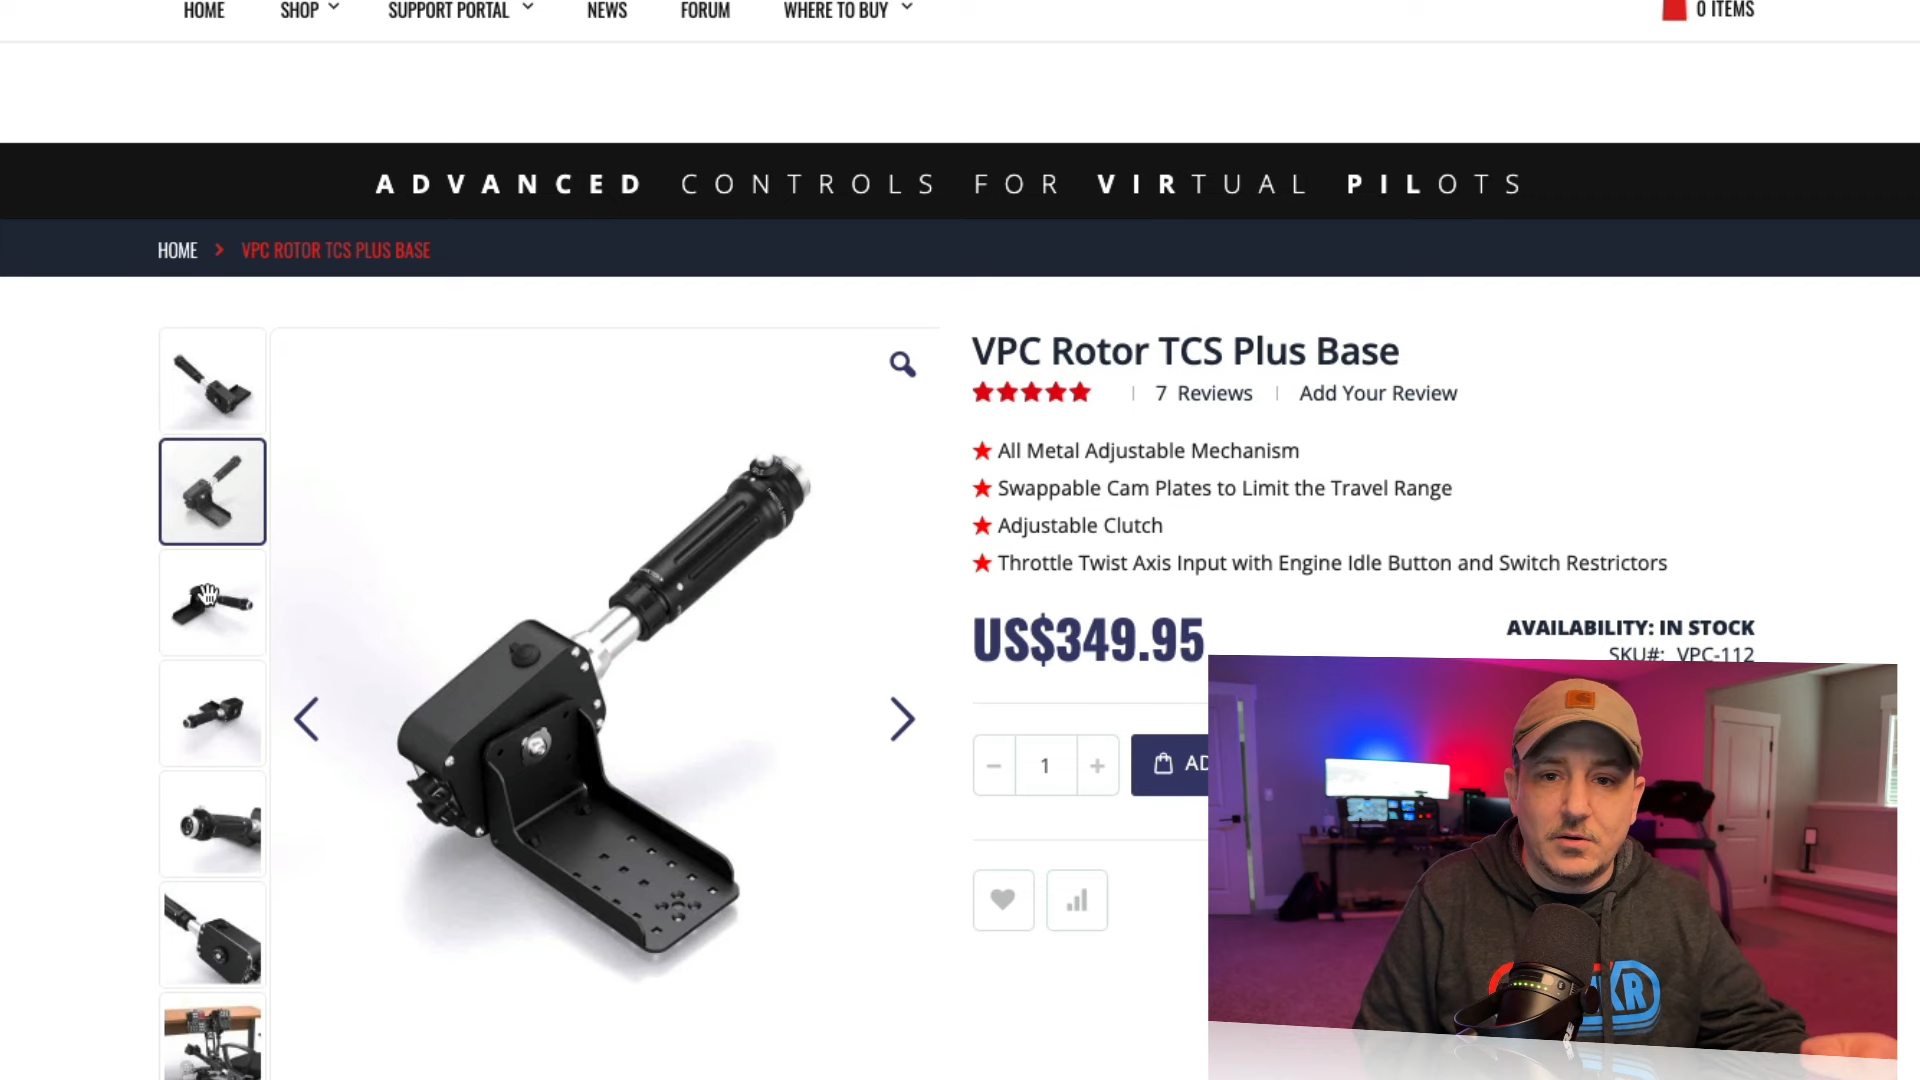 HOME SHOP SUPPORT PORTAL NEWS FORUM WHERE TO BUY 0 ITEMS
ADVANCED CONTROLS FOR VIRTUAL PILOTS
HOME > VPC ROTOR TCS PLUS BASE
VPC Rotor TCS Plus Base
7 Reviews | Add Your Review
All Metal Adjustable Mechanism
Swappable Cam Plates to Limit the Travel Range
Adjustable Clutch
Throttle Twist Axis Input with Engine Idle Button and Switch Restrictors
US$349.95
AVAILABILITY: IN STOCK
SKU#: VPC-112
− 1 +
AD